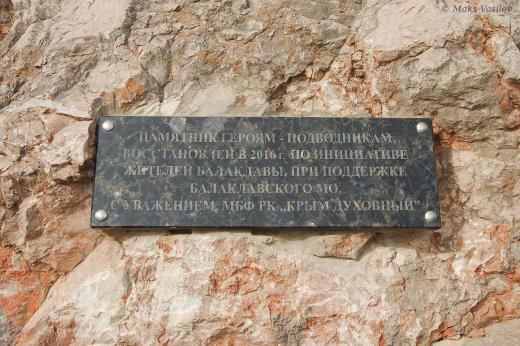 © Maks Vasilev
ПАМЯТНИК ГЕРОЯМ - ПОДВОДНИКАМ
ВОССТАНОВЛЕН В 2016 г. ПО ИНИЦИАТИВЕ
ЖИТЕЛЕЙ БАЛАКЛАВЫ, ПРИ ПОДДЕРЖКЕ
БАЛАКЛАВСКОГО МО.
С УВАЖЕНИЕМ, МБФ РК „КРЫМ ДУХОВНЫЙ”